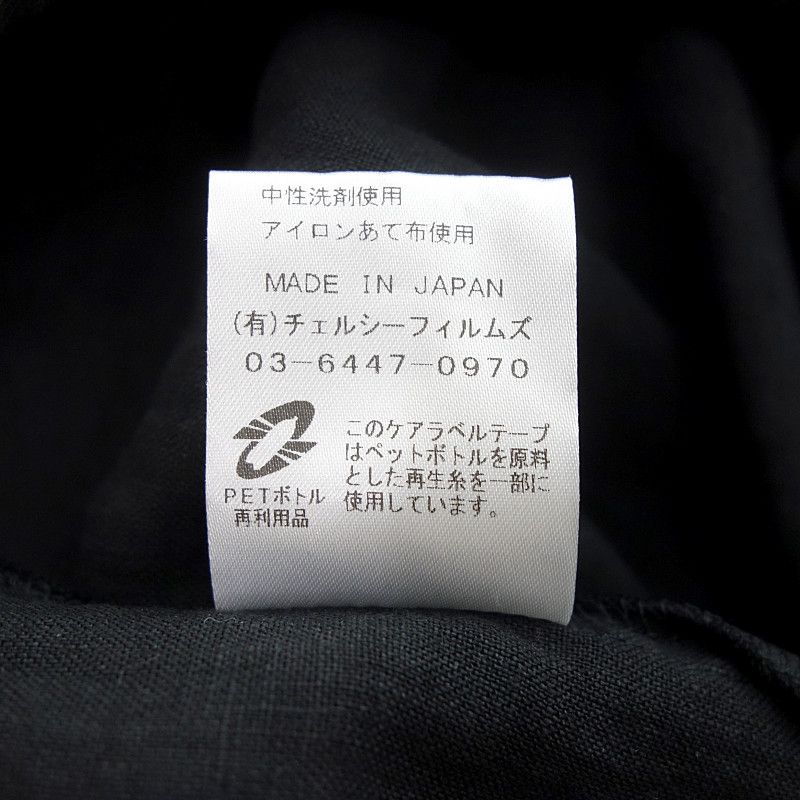 中性洗剤使用
アイロンあて布使用
MADE IN JAPAN
(有)チェルシーフィルムズ
03-6447-0970
PETボトル
再利用品
このケアラベルテープ
はペットボトルを原料
とした再生糸を一部に
使用しています。